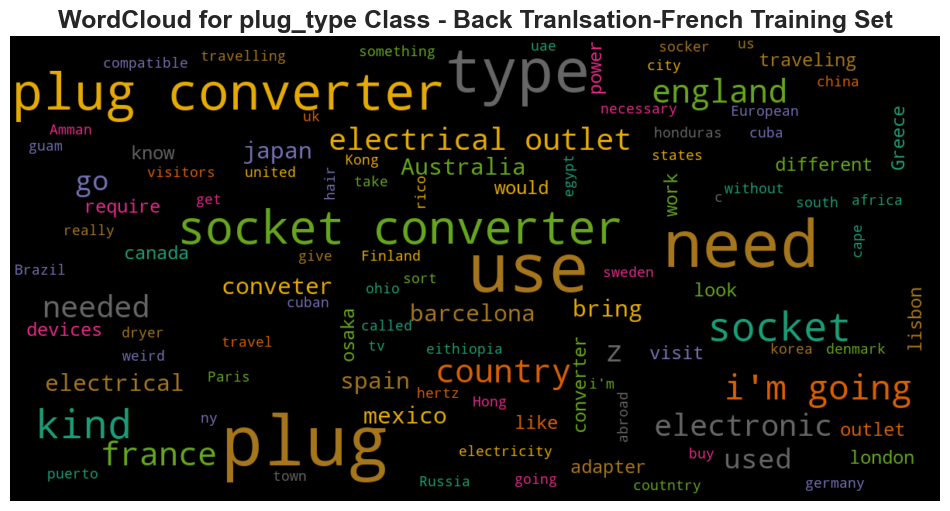 WordCloud for plug_type Class - Back Tranlsation-French Training Set
compatible travelling something type uae power socker us traveling
plug converter city england china
uk necessary European
Amman electrical outlet honduras cuba Greece
guam know japan Kong Australia states different
visitors united take would egypt
go hair rico work without
require get c south africa
really socket converter need cape
canada give Finland use sweden
Brazil sort
needed conveter ohio look
cuban bring
devices dryer barcelona socket lisbon
osaka called
travel tv eithiopia Z visit korea denmark
weird
electrical Paris spain country converter i'm i'm going
hertz
kind ny mexico Hong like abroad electronic outlet
france plug electricity buy used london
puerto town adapter
Russia going coutntry germany